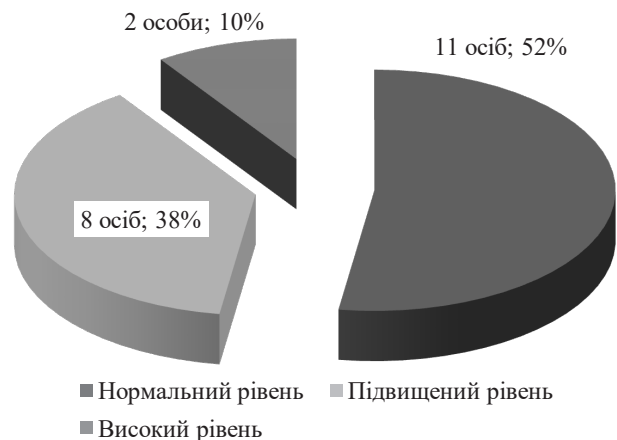 2 особи; 10%
11 осіб; 52%
8 осіб; 38%
Нормальний рівень
Підвищений рівень
Високий рівень